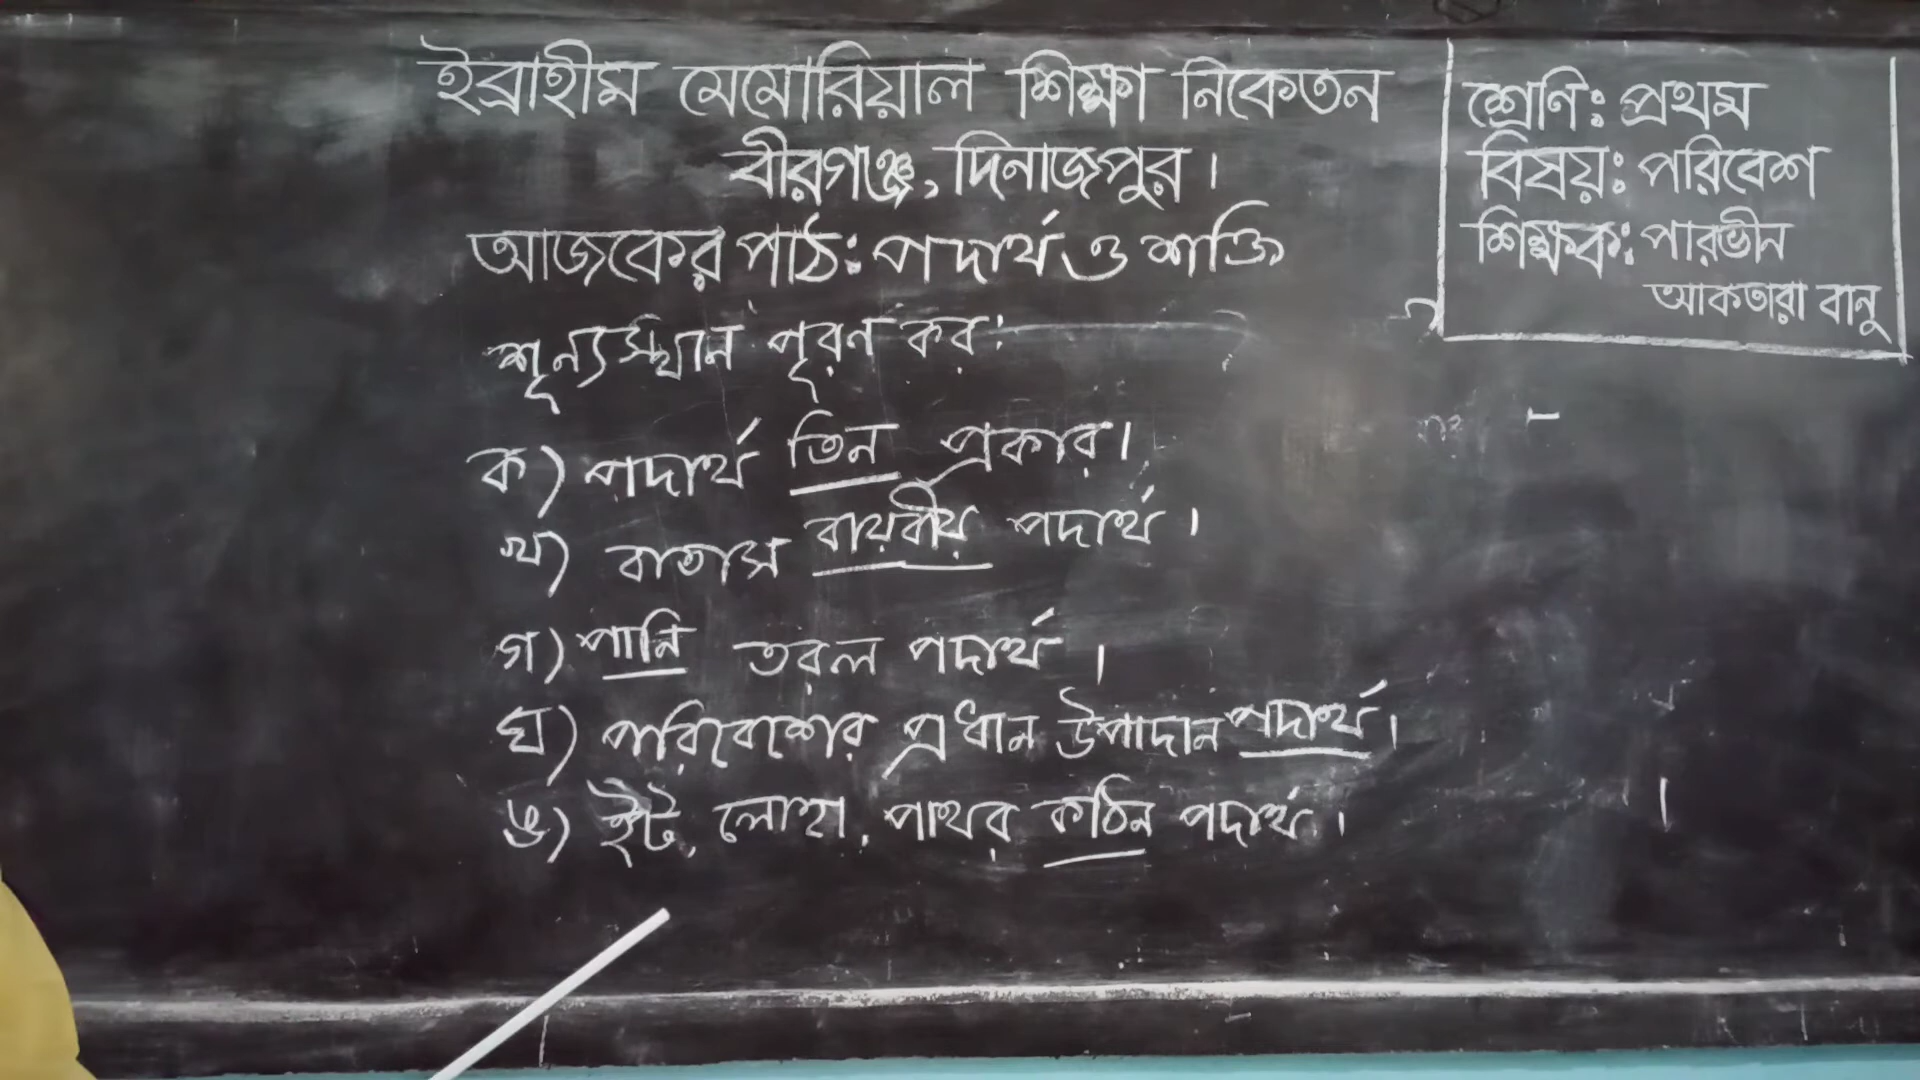 ইব্রাহীম মেমোরিয়াল শিক্ষা নিকেতন
বীরগঞ্জ, দিনাজপুর।
শ্রেণি: প্রথম
বিষয়: পরিবেশ
শিক্ষক: পারভীন
আকতারা বানু
আজকের পাঠ: পদার্থ ও শক্তি
শূন্যস্থান পূরন কর:
ক) পদার্থ তিন প্রকার।
খ) বাতাস বায়বীয় পদার্থ।
গ) পানি তরল পদার্থ।
ঘ) পরিবেশের প্রধান উপাদান পদার্থ।
ঙ) ইট, লোহা, পাথর কঠিন পদার্থ।